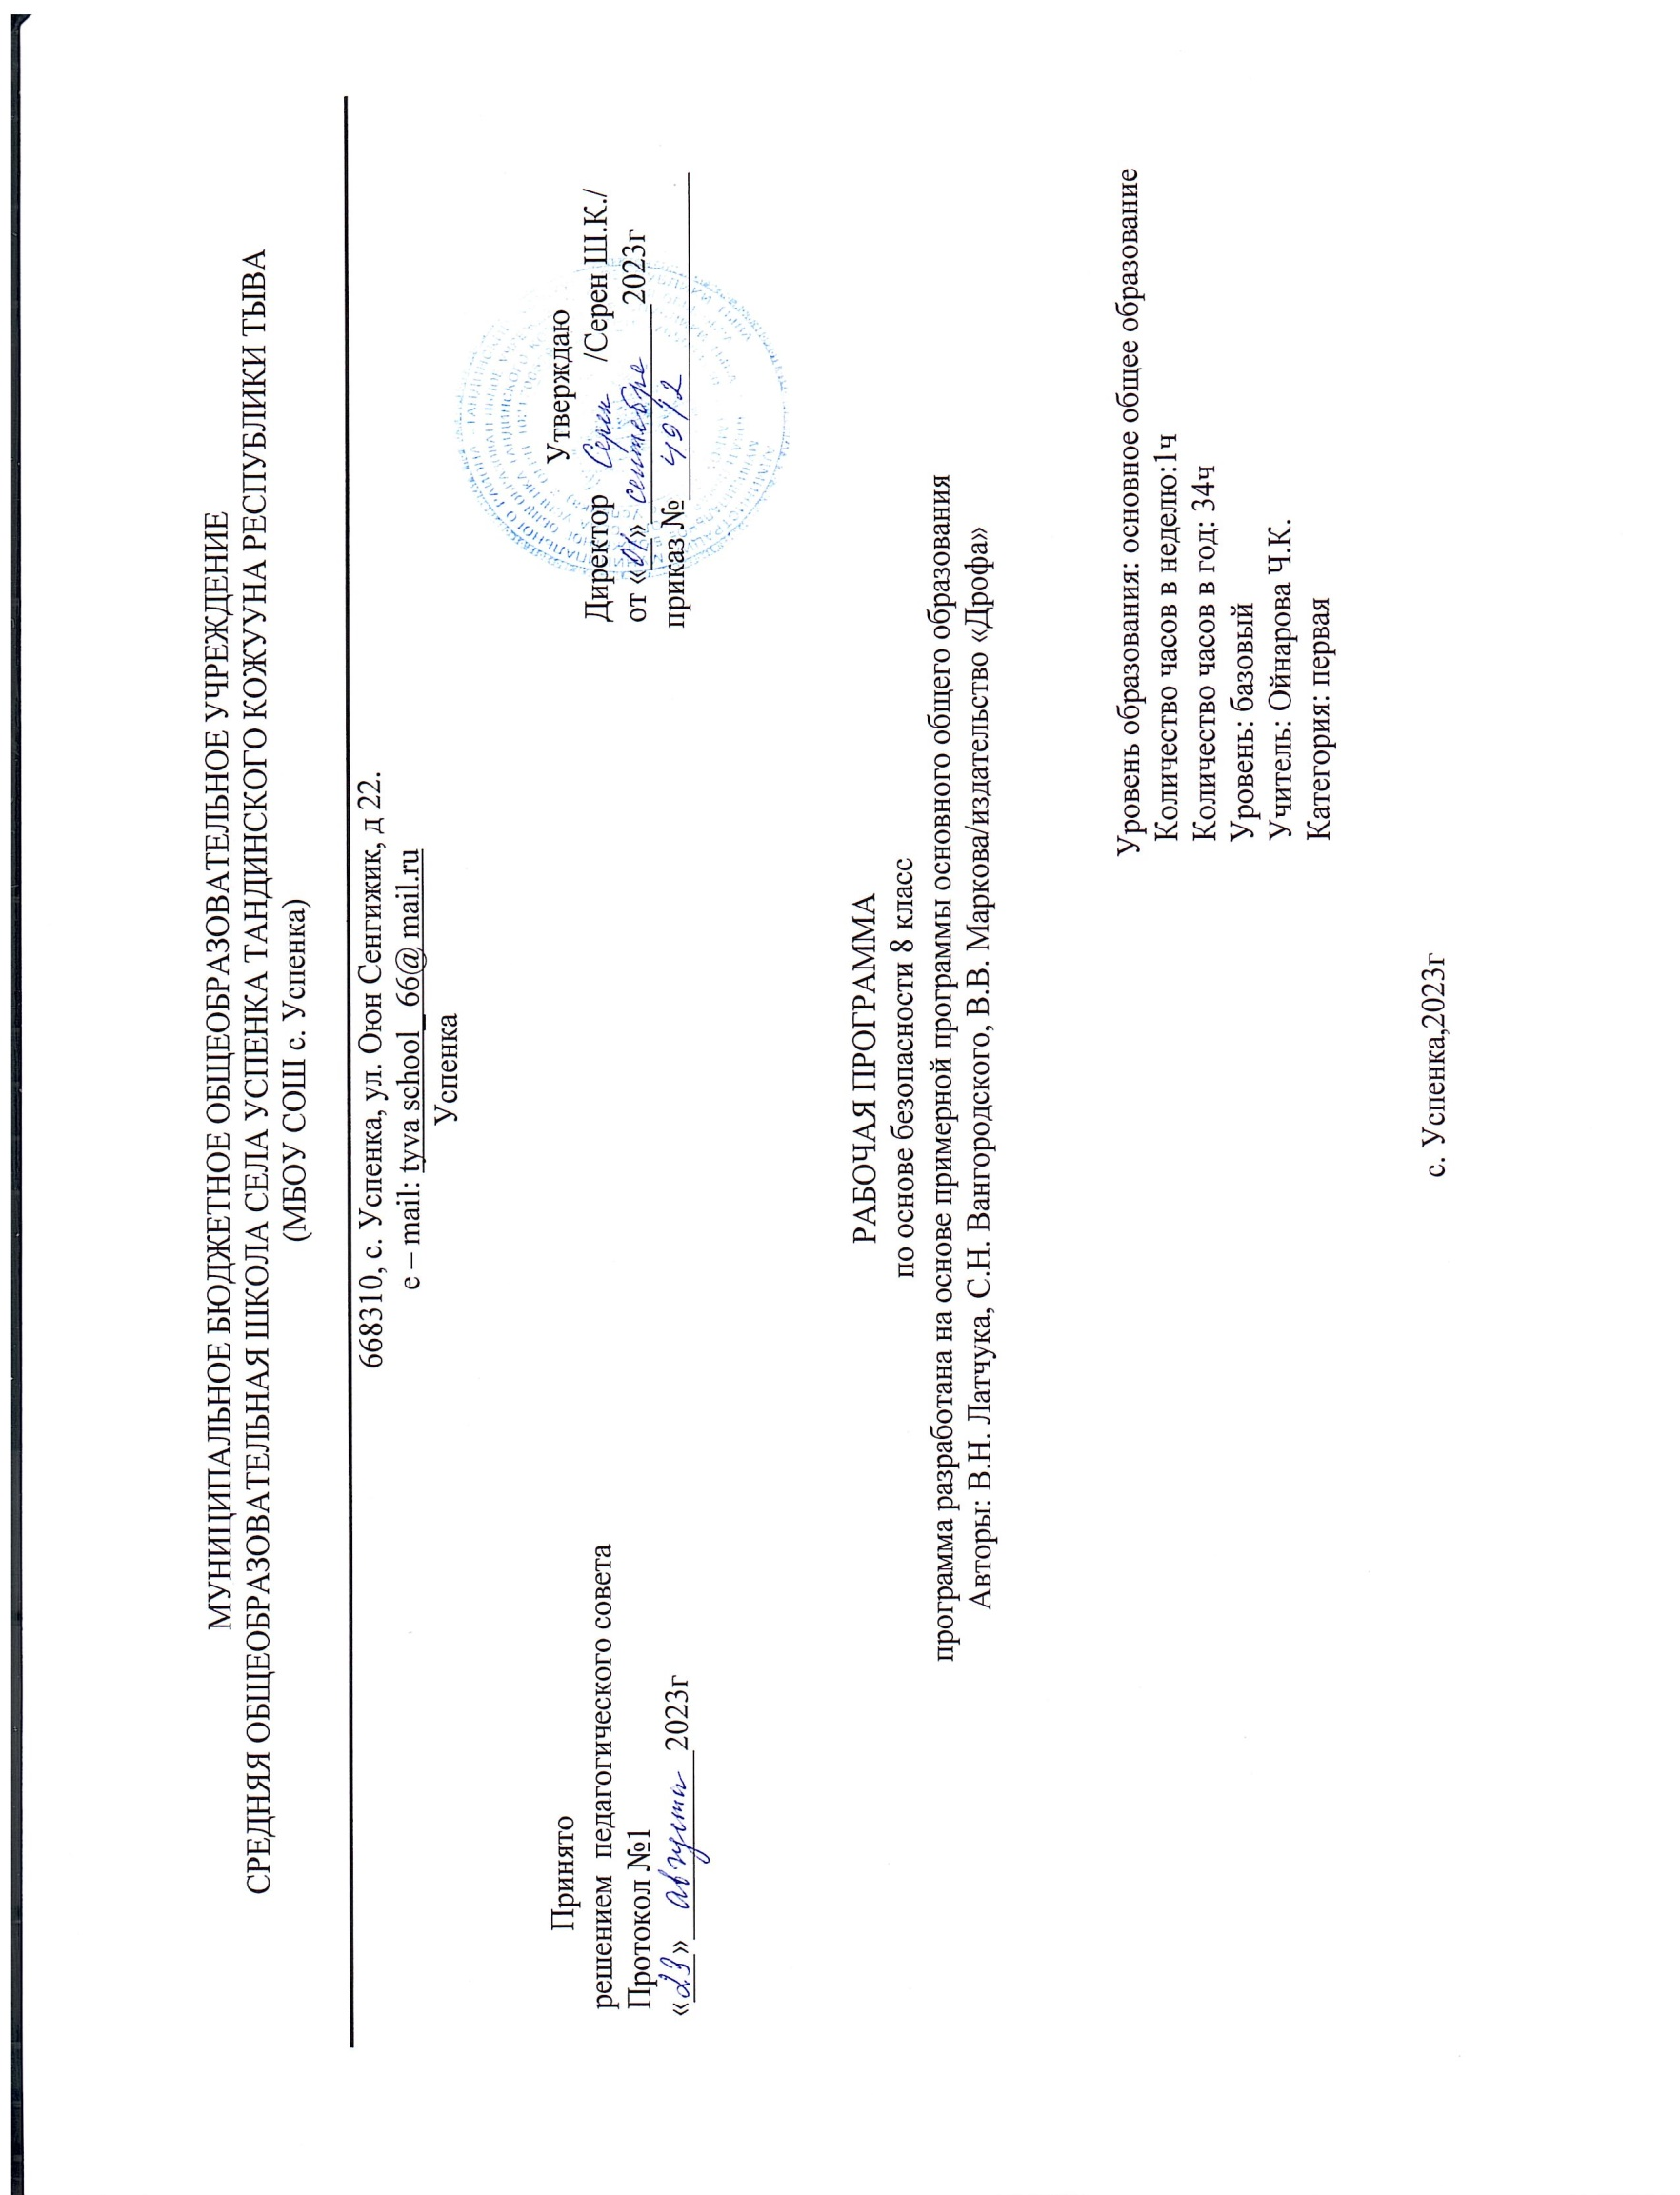 МУНИЦИПАЛЬНОЕ БЮДЖЕТНОЕ ОБЩЕОБРАЗОВАТЕЛЬНОЕ УЧРЕЖДЕНИЕ
СРЕДНЯЯ ОБЩЕОБРАЗОВАТЕЛЬНАЯ ШКОЛА СЕЛА УСПЕНКА ТАНДИНСКОГО КОЖУУНА РЕСПУБЛИКИ ТЫВА
(МБОУ СОШ с. Успенка)
668310, с. Успенка, ул. Оюн Сенгижик, д 22.
e – mail: tyva school_ 66@ mail.ru
Успенка
Принято
решением педагогического совета
Протокол №1
«23» августа 2023г
Утверждаю
Директор Серен /Серен Ш.К./
от «01» сентября 2023г
приказ № 49/2
РАБОЧАЯ ПРОГРАММА
по основе безопасности 8 класс
программа разработана на основе примерной программы основного общего образования
Авторы: В.Н. Латчука, С.Н. Вангородского, В.В. Маркова/издательство «Дрофа»
Уровень образования: основное общее образование
Количество часов в неделю:1ч
Количество часов в год: 34ч
Уровень: базовый
Учитель: Ойнарова Ч.К.
Категория: первая
с. Успенка,2023г